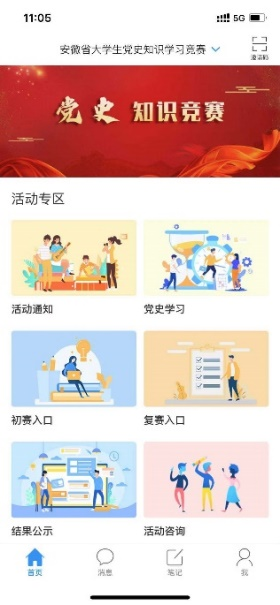 11:05
5G
安徽省大学生党史知识学习竞赛
邀请码
党史 知识竞赛
活动专区
活动通知
党史学习
初赛入口
复赛入口
结果公示
活动咨询
首页
消息
笔记
我